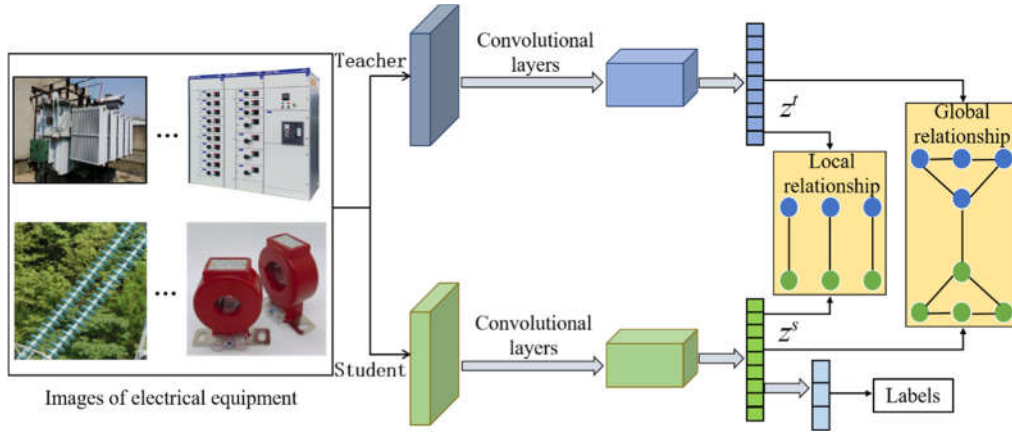 Teacher
Convolutional
layers
z^t
Global
relationship
Local
relationship
Student
Convolutional
layers
z^s
Labels
Images of electrical equipment